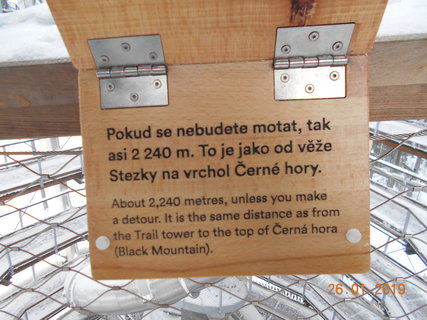 Pokud se nebudete motat, tak
asi 2 240 m. To je jako od věže
Stezky na vrchol Černé hory.
About 2,240 metres, unless you make
a detour. It is the same distance as from
the Trail tower to the top of Černá hora
(Black Mountain).
26.01.2019